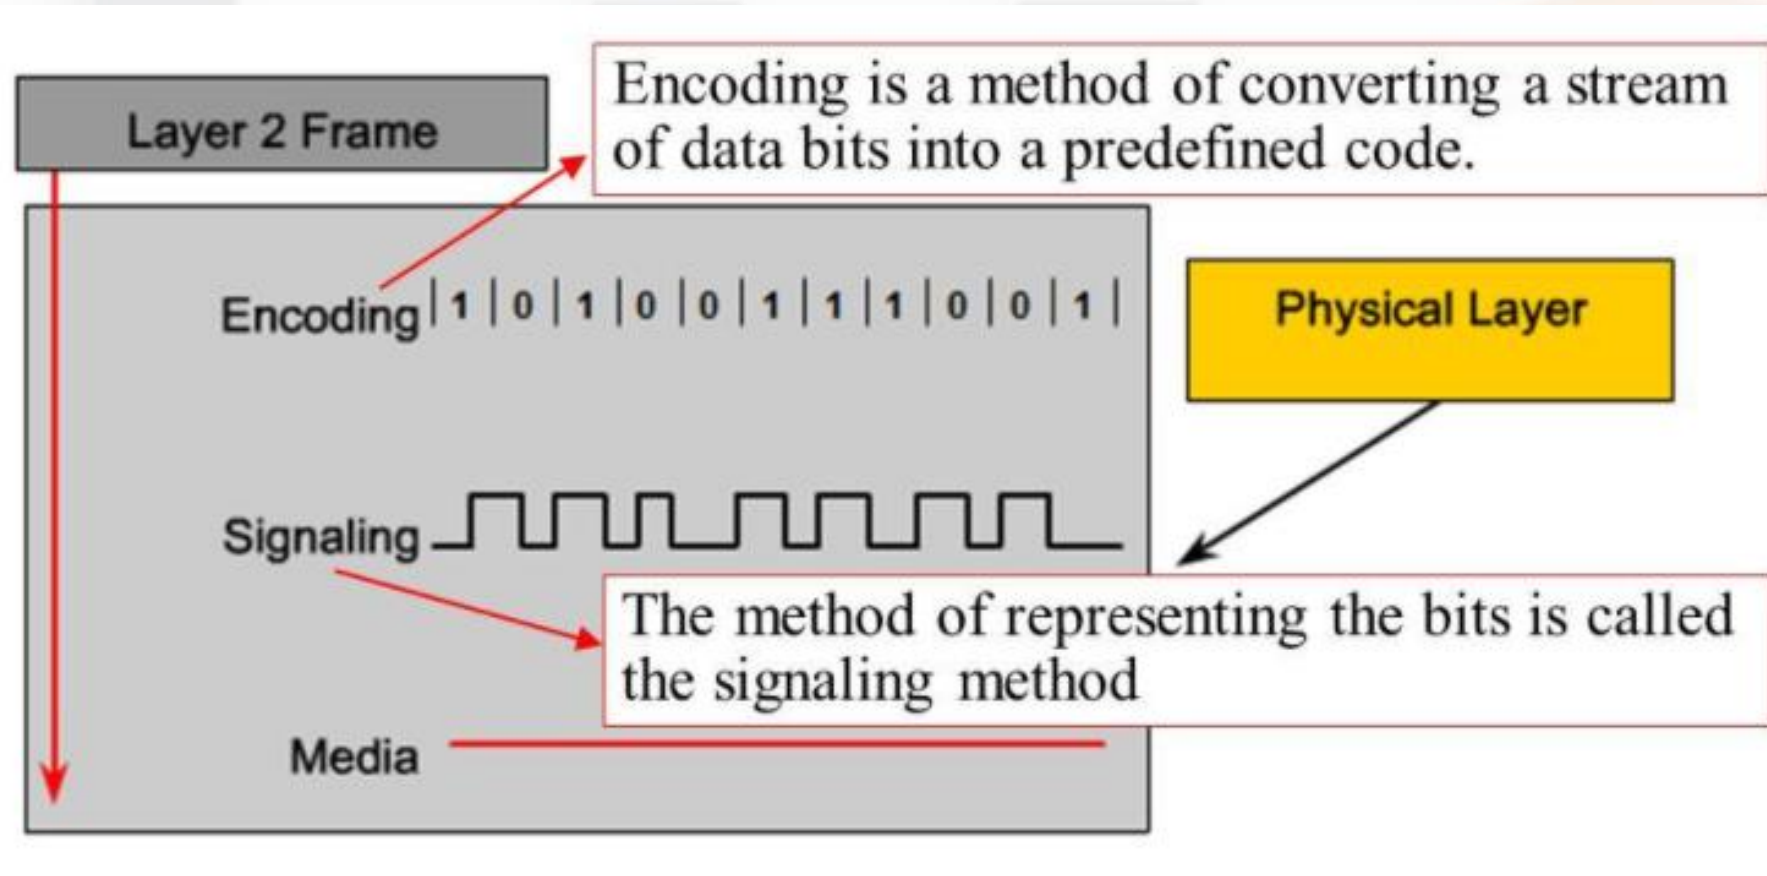 Layer 2 Frame
Encoding is a method of converting a stream
of data bits into a predefined code.
Encoding |1|0|1|0|0|1|1|1|0|0|1|
Physical Layer
Signaling
The method of representing the bits is called
the signaling method
Media